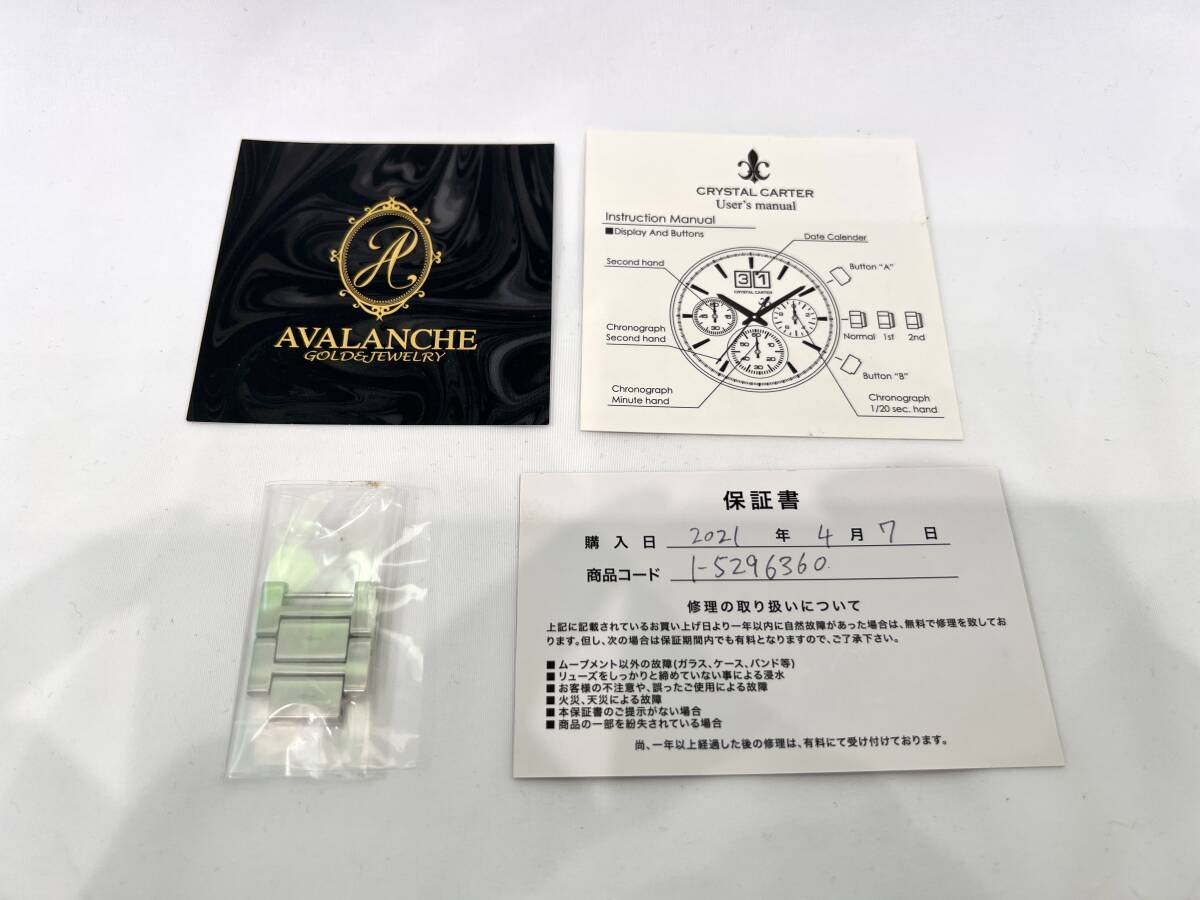 AVALANCHE
GOLD&JEWELRY
CRYSTAL CARTER
User's manual
Instruction Manual
■Display And Buttons
Date Calender
Second hand
Button "A"
31
CRYSTAL CARTER
Chronograph
Second hand
Normal 1st 2nd
Button "B"
Chronograph
Minute hand
Chronograph
1/20 sec. hand
保証書
購入日 2021 年 4 月 7 日
商品コード 1-5296360
修理の取り扱いについて
上記に記載されているお買い上げ日より一年以内に自然故障があった場合は、無料で修理を致してお
ります。但し、次の場合は保証期間内でも有料となりますので、ご了承下さい。
■ ムーブメント以外の故障(ガラス、ケース、バンド等)
■ リューズをしっかりと締めていない事による浸水
■ お客様の不注意や、誤ったご使用による故障
■ 火災、天災による故障
■ 本保証書のご提示がない場合
■ 商品の一部を紛失されている場合
尚、一年以上経過した後の修理は、有料にて受け付けております。